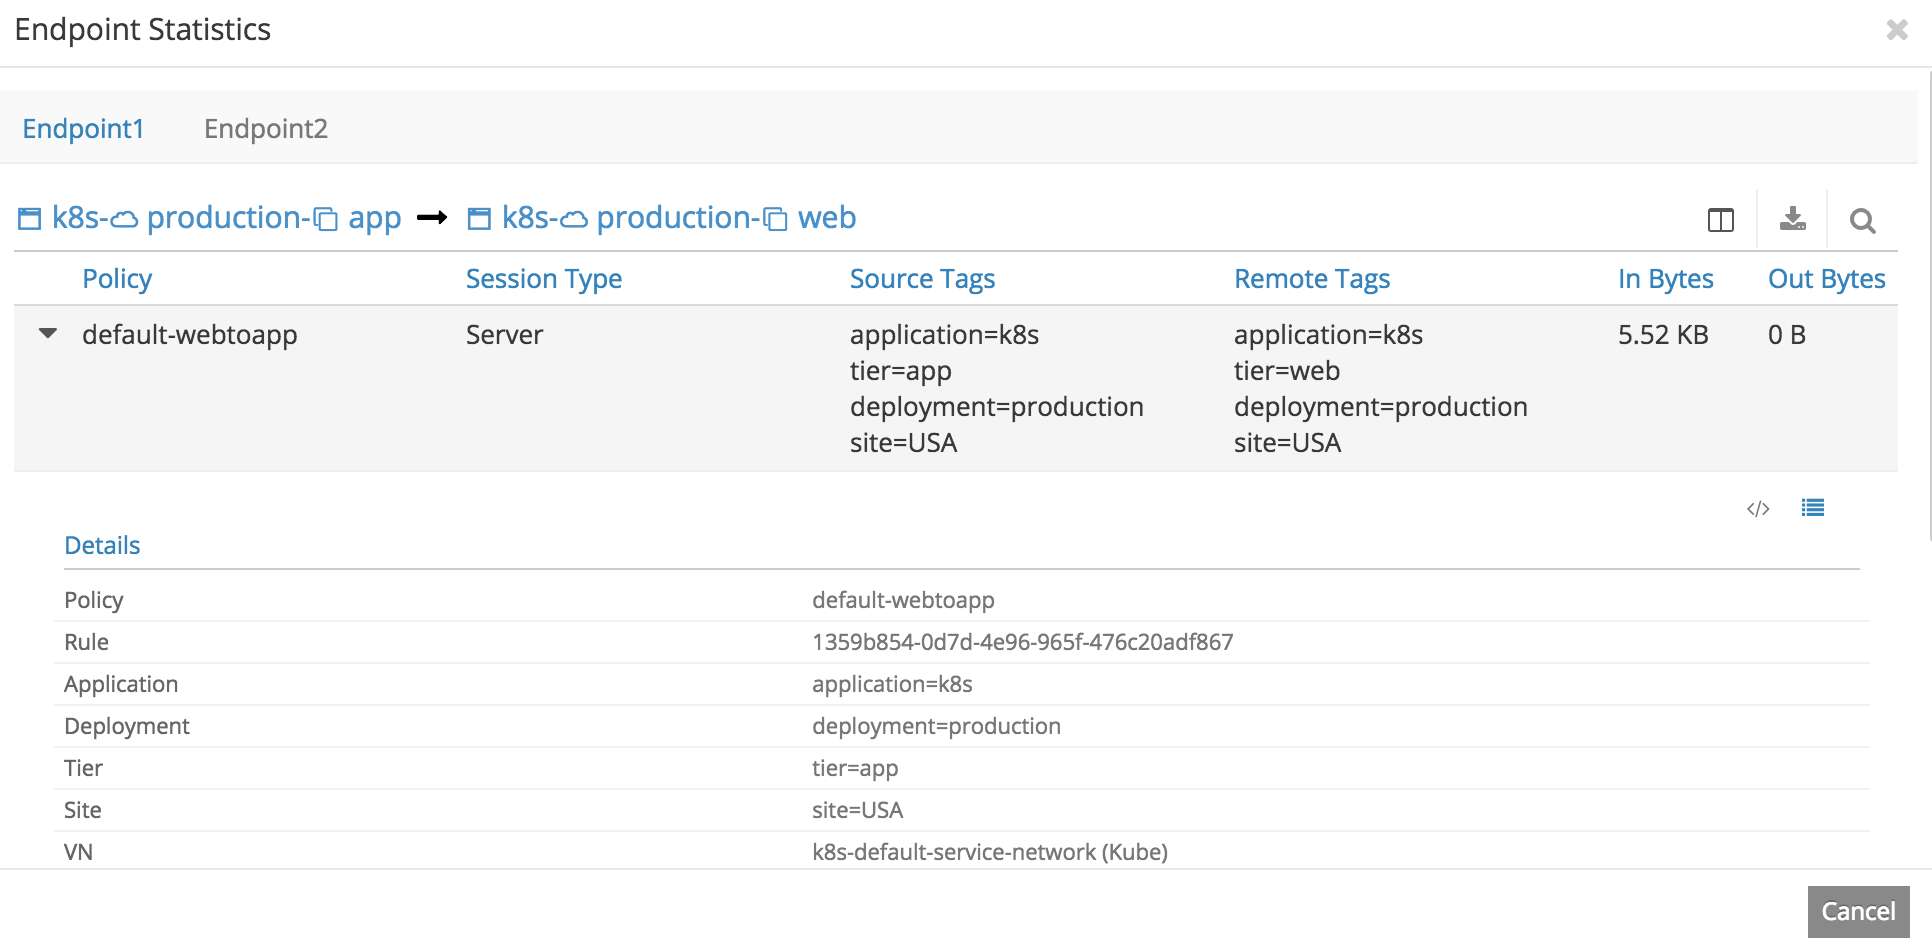 Endpoint Statistics
Endpoint1 Endpoint2
k8s- production- app k8s- production- web
Policy Session Type Source Tags Remote Tags In Bytes Out Bytes
default-webtoapp Server application=k8s application=k8s 5.52 KB 0 B
tier=app tier=web
deployment=production deployment=production
site=USA site=USA
</>
Details
Policy default-webtoapp
Rule 1359b854-0d7d-4e96-965f-476c20adf867
Application application=k8s
Deployment deployment=production
Tier tier=app
Site site=USA
VN k8s-default-service-network (Kube)
Cancel